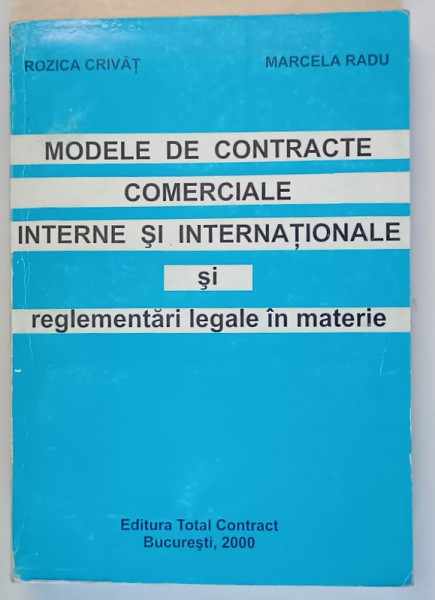 ROZICA CRIVĂȚ MARCELA RADU
MODELE DE CONTRACTE
COMERCIALE
INTERNE ŞI INTERNAŢIONALE
şi
reglementări legale în materie
Editura Total Contract
Bucureşti, 2000